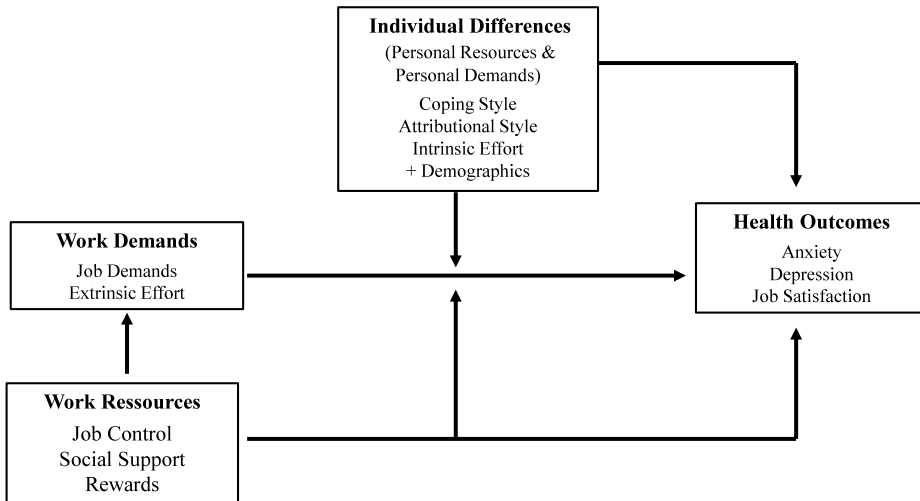 Individual Differences
(Personal Resources &
Personal Demands)
Coping Style
Attributional Style
Intrinsic Effort
+ Demographics
Work Demands
Job Demands
Extrinsic Effort
Health Outcomes
Anxiety
Depression
Job Satisfaction
Work Ressources
Job Control
Social Support
Rewards